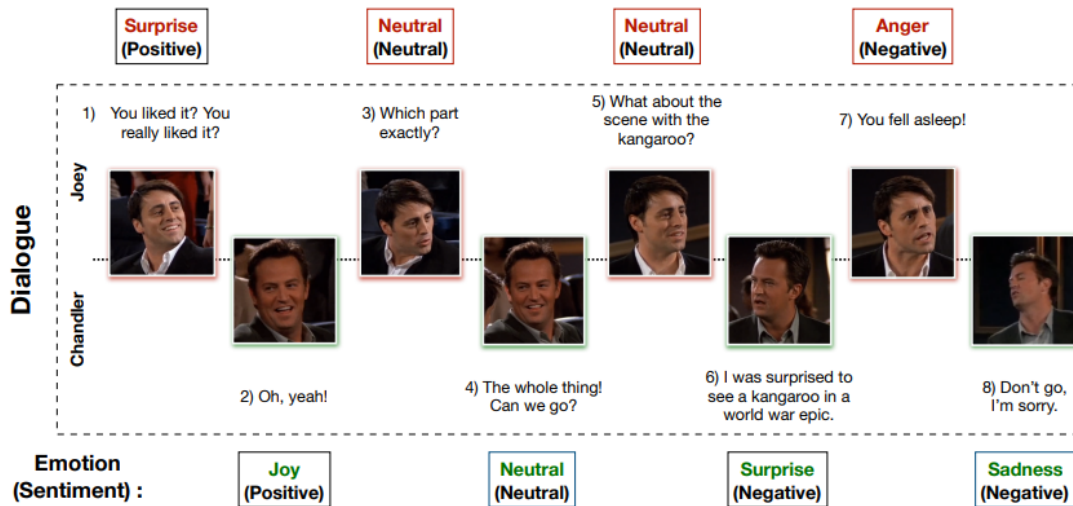 Surprise
(Positive)
Neutral
(Neutral)
Neutral
(Neutral)
Anger
(Negative)
1) You liked it? You
really liked it?
3) Which part
exactly?
5) What about the
scene with the
kangaroo?
7) You fell asleep!
Dialogue
Joey
Chandler
2) Oh, yeah!
4) The whole thing!
Can we go?
6) I was surprised to
see a kangaroo in a
world war epic.
8) Don't go,
I'm sorry.
Emotion
(Sentiment) :
Joy
(Positive)
Neutral
(Neutral)
Surprise
(Negative)
Sadness
(Negative)